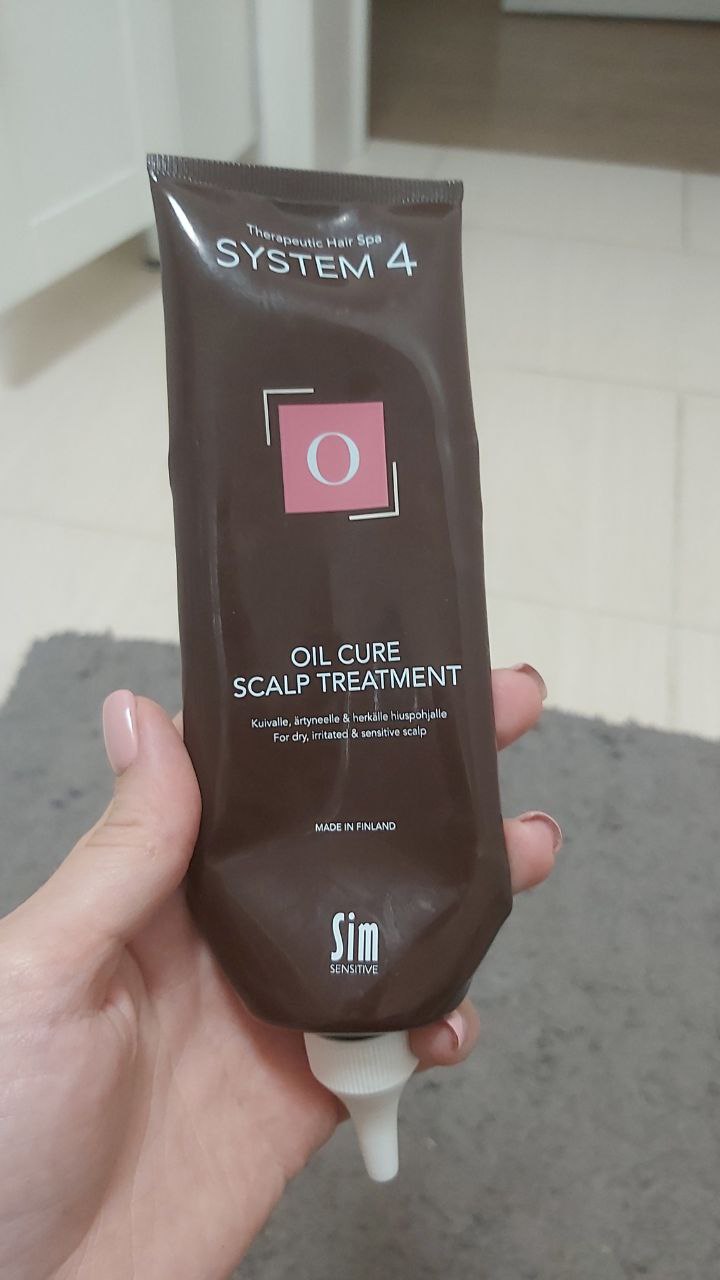 Therapeutic Hair Spa
SYSTEM 4
O
OIL CURE
SCALP TREATMENT
Kuivalle, ärtyneelle & herkälle hiuspohjalle
For dry, irritated & sensitive scalp
MADE IN FINLAND
Sim
SENSITIVE